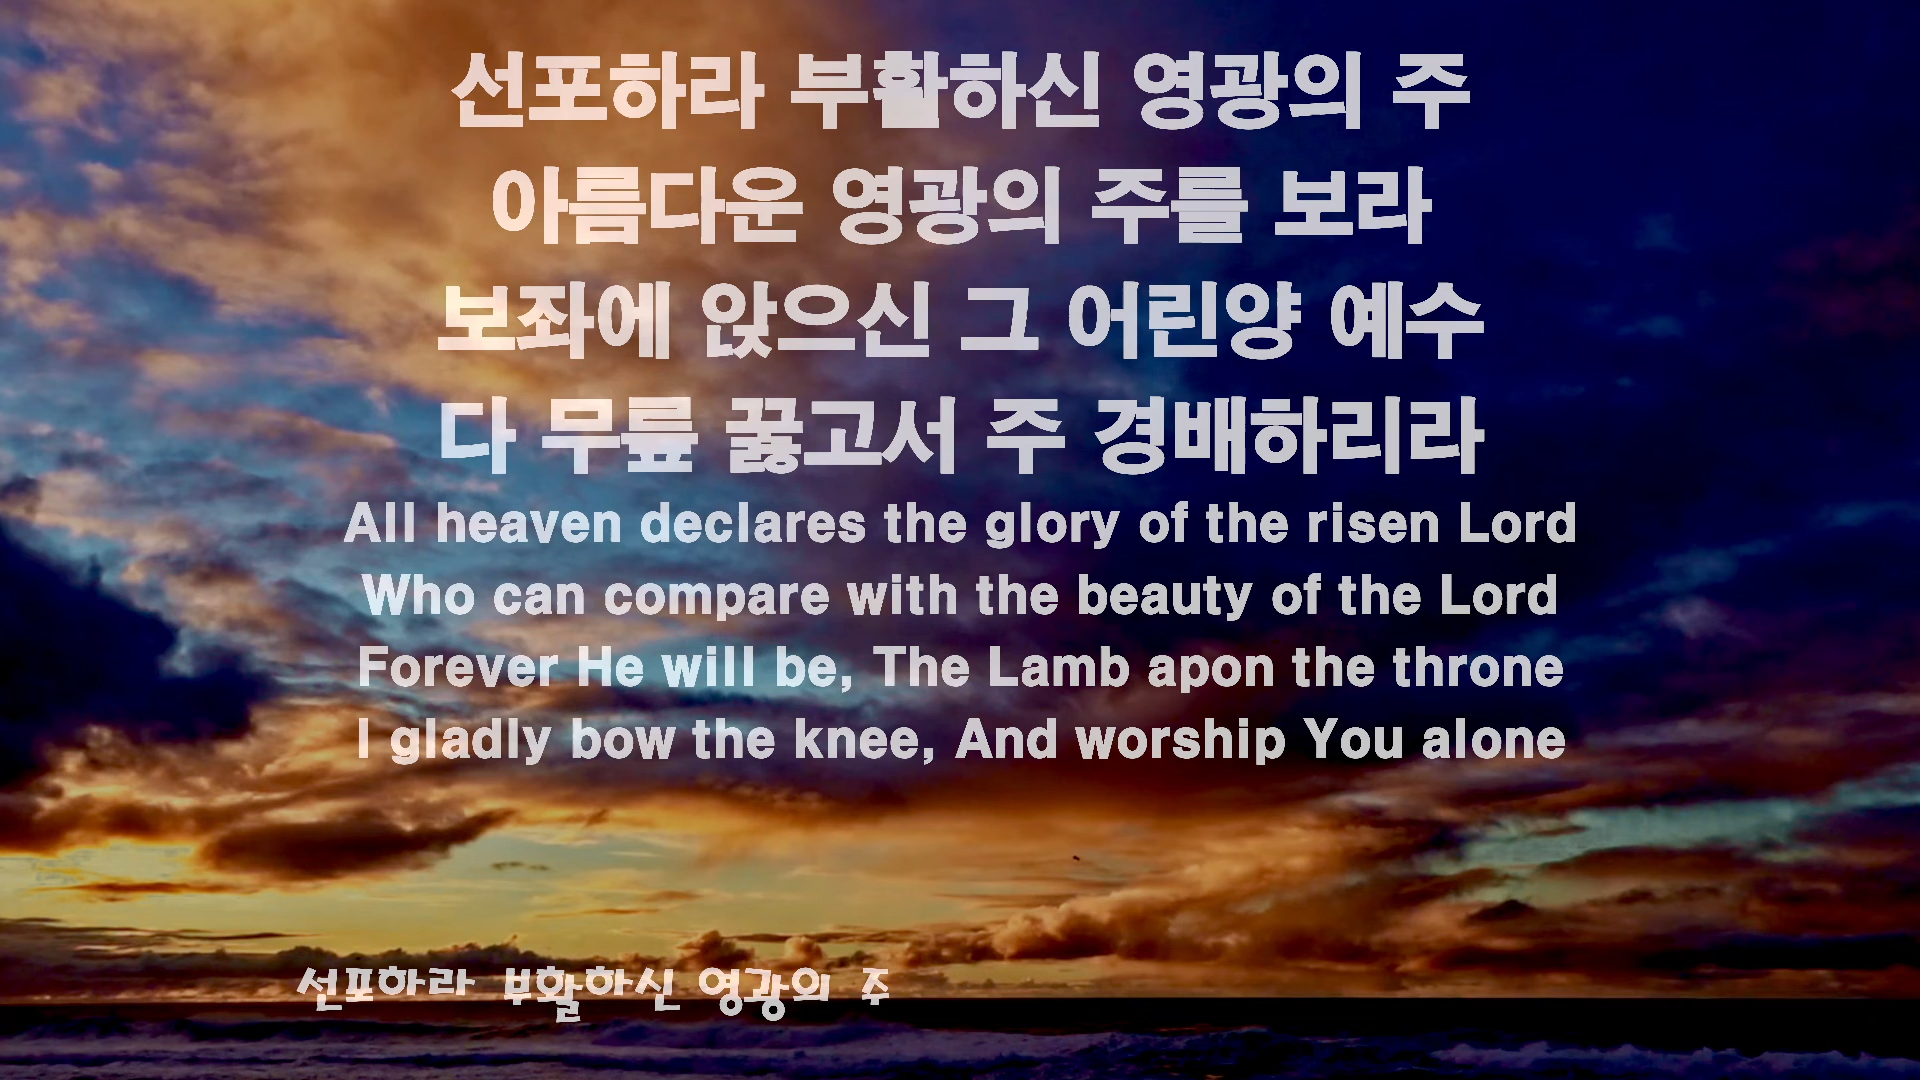 선포하라 부활하신 영광의 주
아름다운 영광의 주를 보라
보좌에 앉으신 그 어린양 예수
다 무릎 꿇고서 주 경배하리라
All heaven declares the glory of the risen Lord
Who can compare with the beauty of the Lord
Forever He will be, The Lamb apon the throne
I gladly bow the knee, And worship You alone
선포하라 부활하신 영광의 주